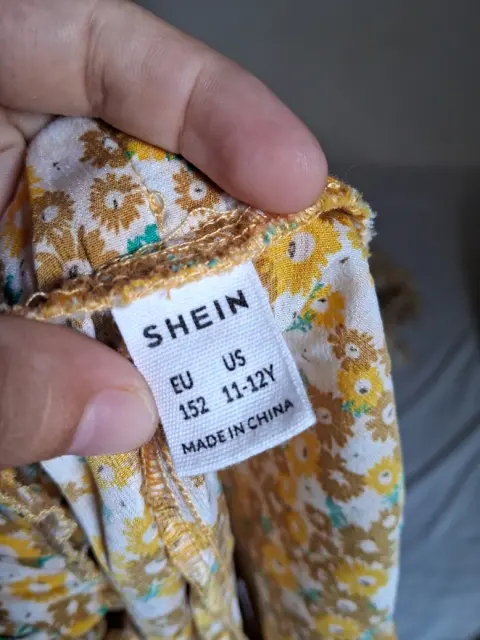 SHEIN
EU US
152 11-12Y
MADE IN CHINA